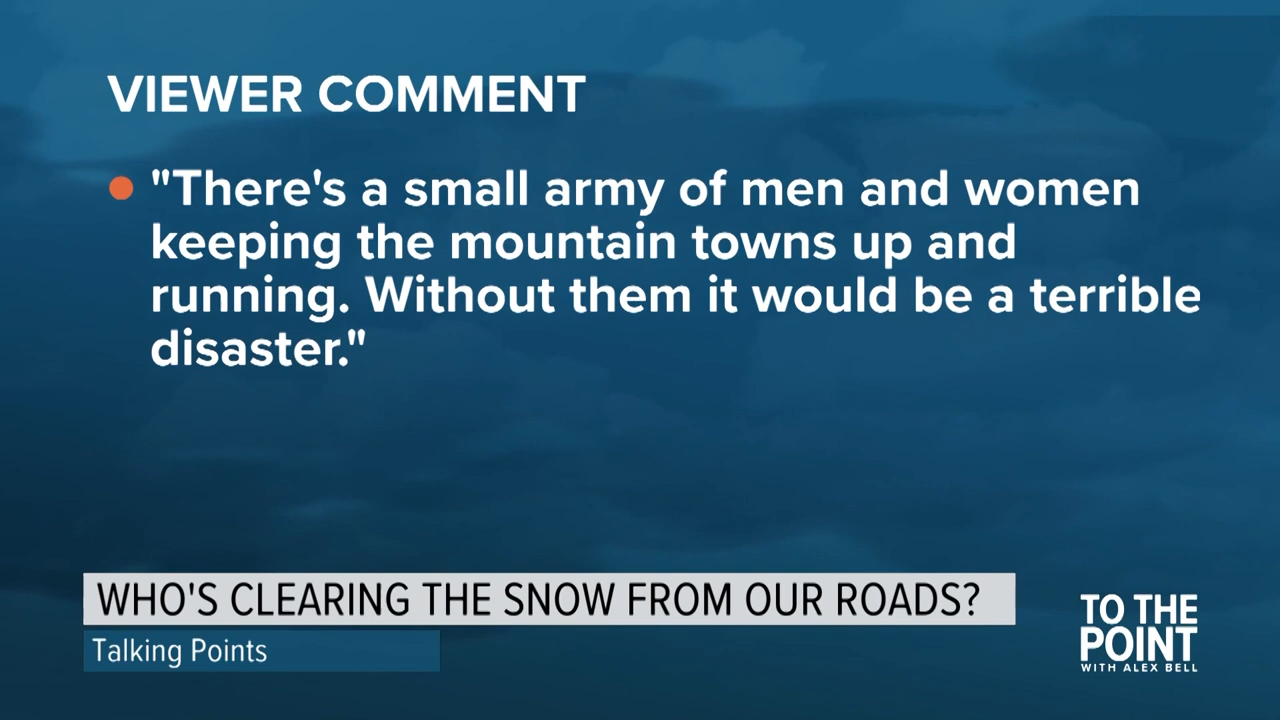 VIEWER COMMENT
"There's a small army of men and women
keeping the mountain towns up and
running. Without them it would be a terrible
disaster."
WHO'S CLEARING THE SNOW FROM OUR ROADS?
Talking Points
TO THE
POINT
WITH ALEX BELL